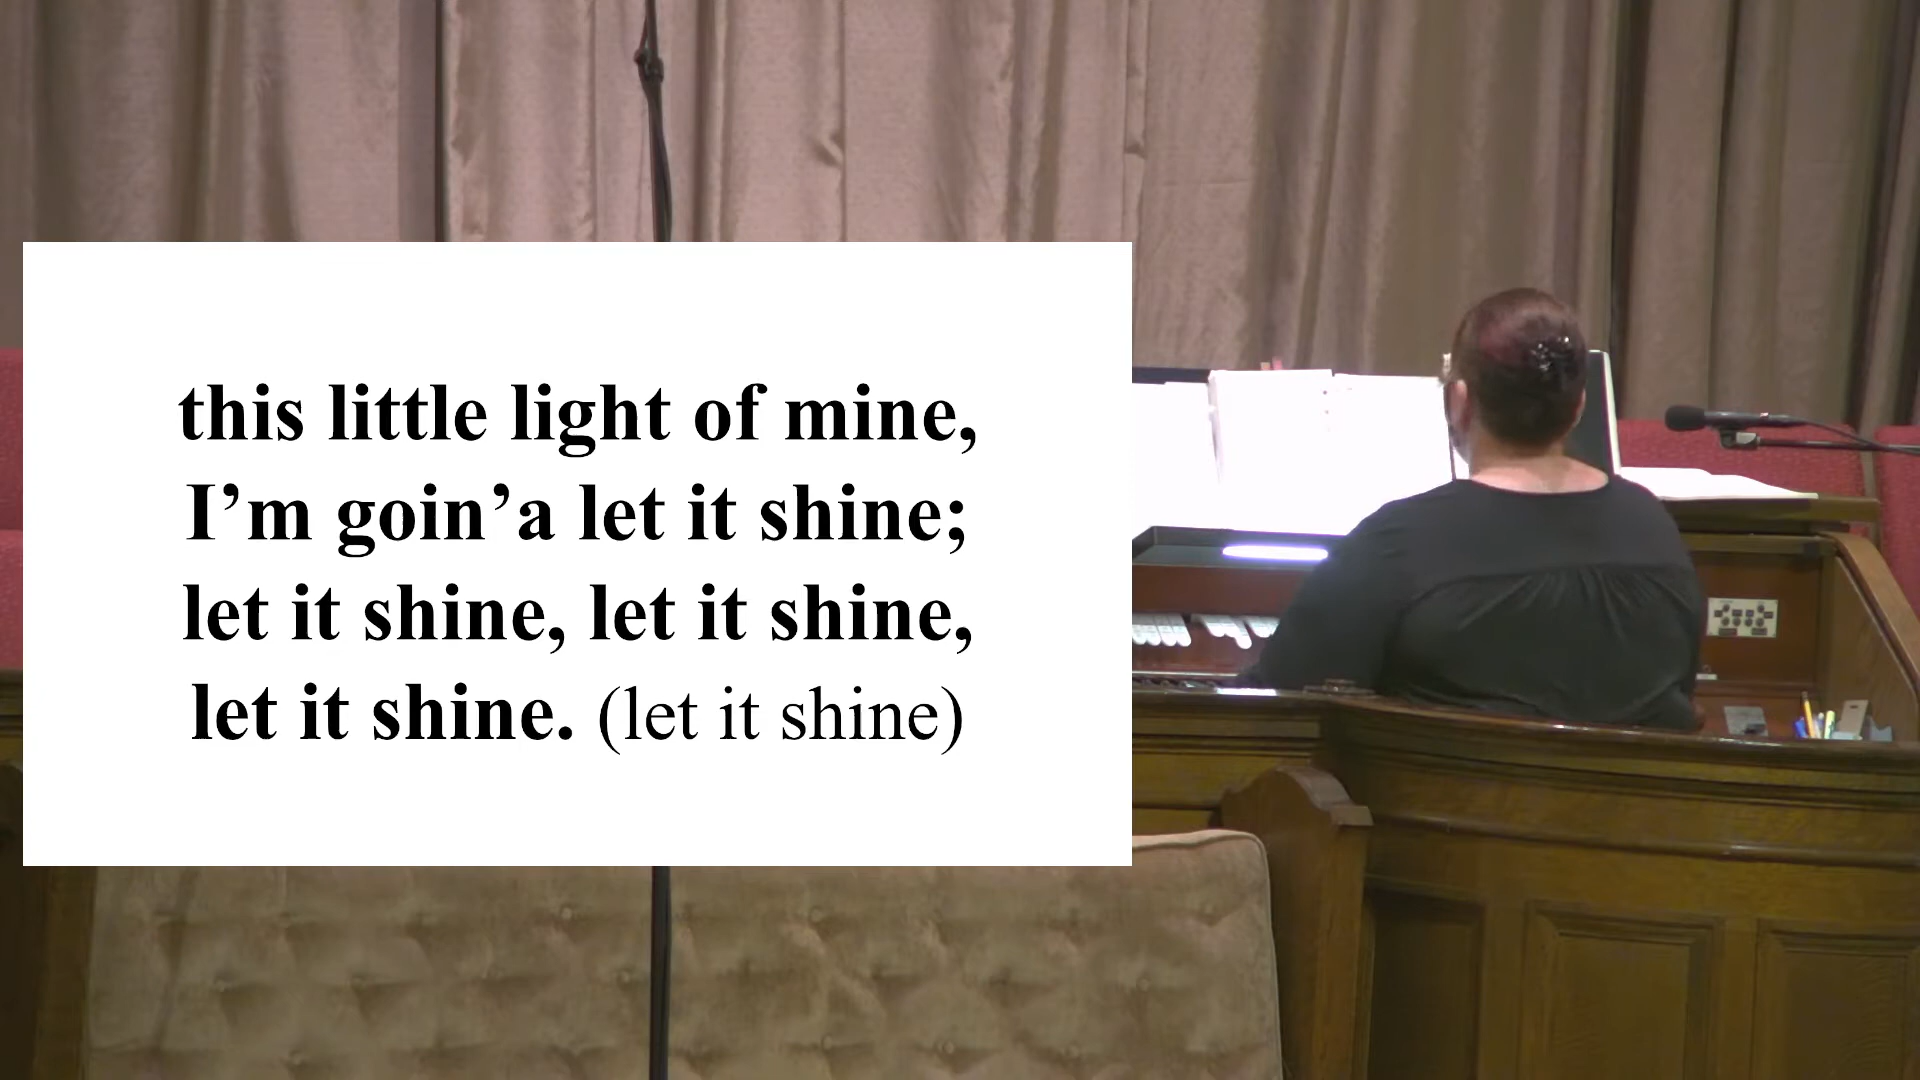 this little light of mine,
I’m goin’a let it shine;
let it shine, let it shine,
let it shine. (let it shine)